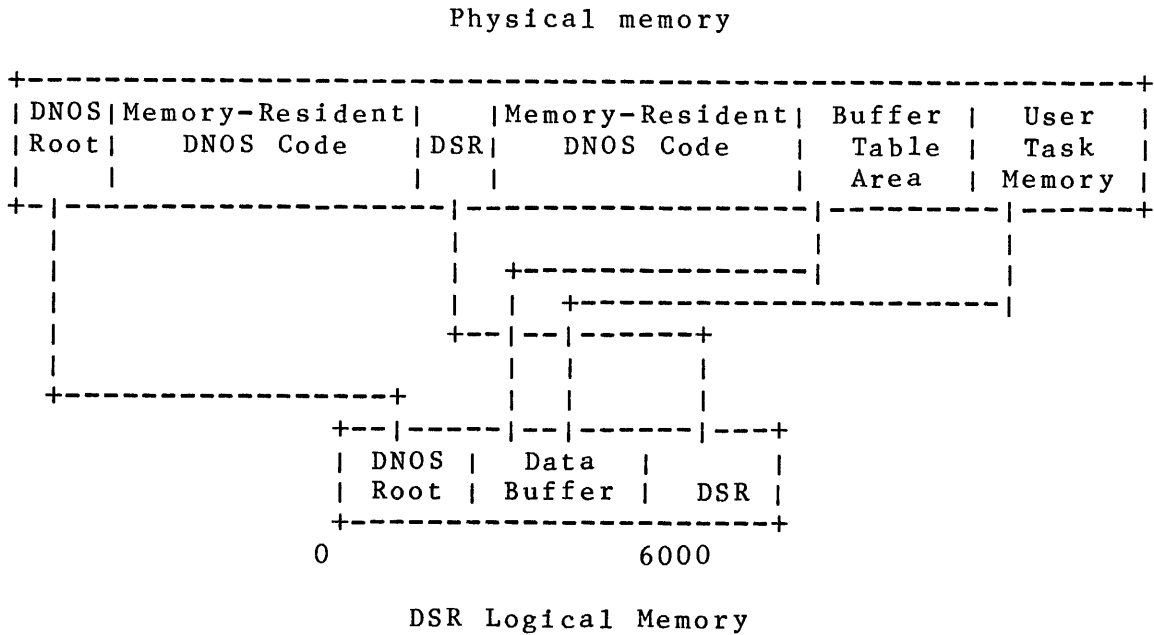 Physical memory
+-----------------------------------------------------------+
| DNOS|Memory-Resident| |Memory-Resident| Buffer | User |
| Root| DNOS Code |DSR| DNOS Code | Table | Task |
| | | | | Area | Memory |
+-|--------------------|------------------|---------|-------+
| | | |
| | +---------------| |
| | | +----------------------|
| +--|--|-------+
| | | |
+------------------+ | | |
+--|-----|--|-------|---+
| DNOS | Data | |
| Root | Buffer | DSR |
+-----------------------+
0 6000
DSR Logical Memory